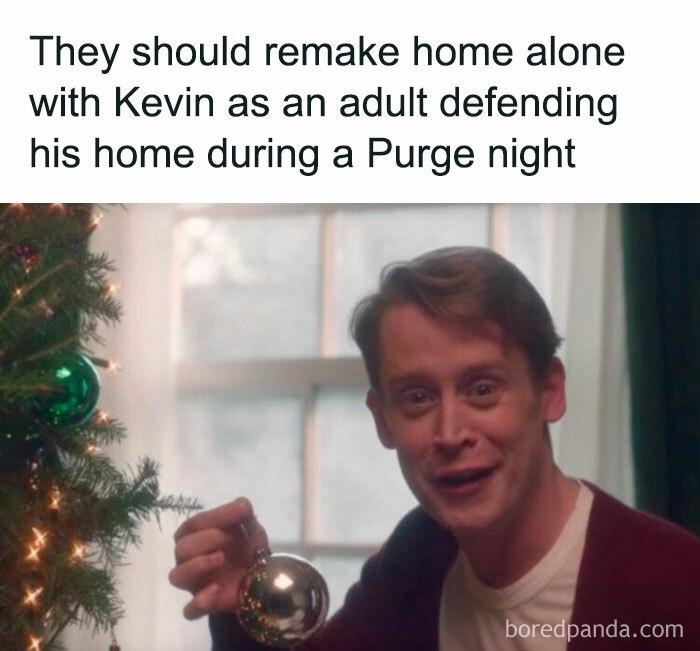 They should remake home alone
with Kevin as an adult defending
his home during a Purge night
boredpanda.com